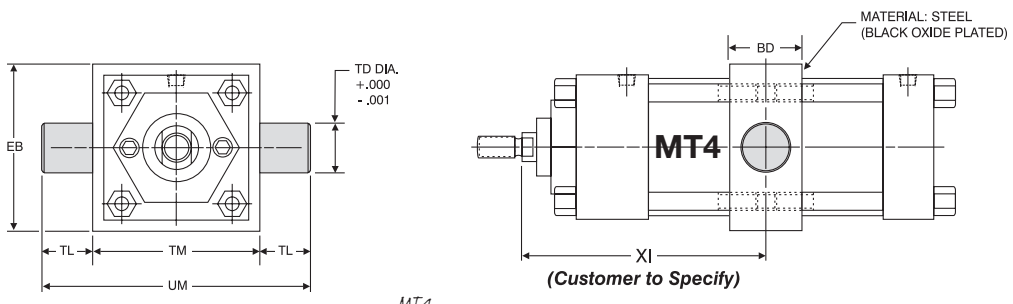 MATERIAL: STEEL
(BLACK OXIDE PLATED)
BD
TD DIA.
+.000
- .001
EB
MT4
TL
TM
TL
XI
UM
(Customer to Specify)
MT4